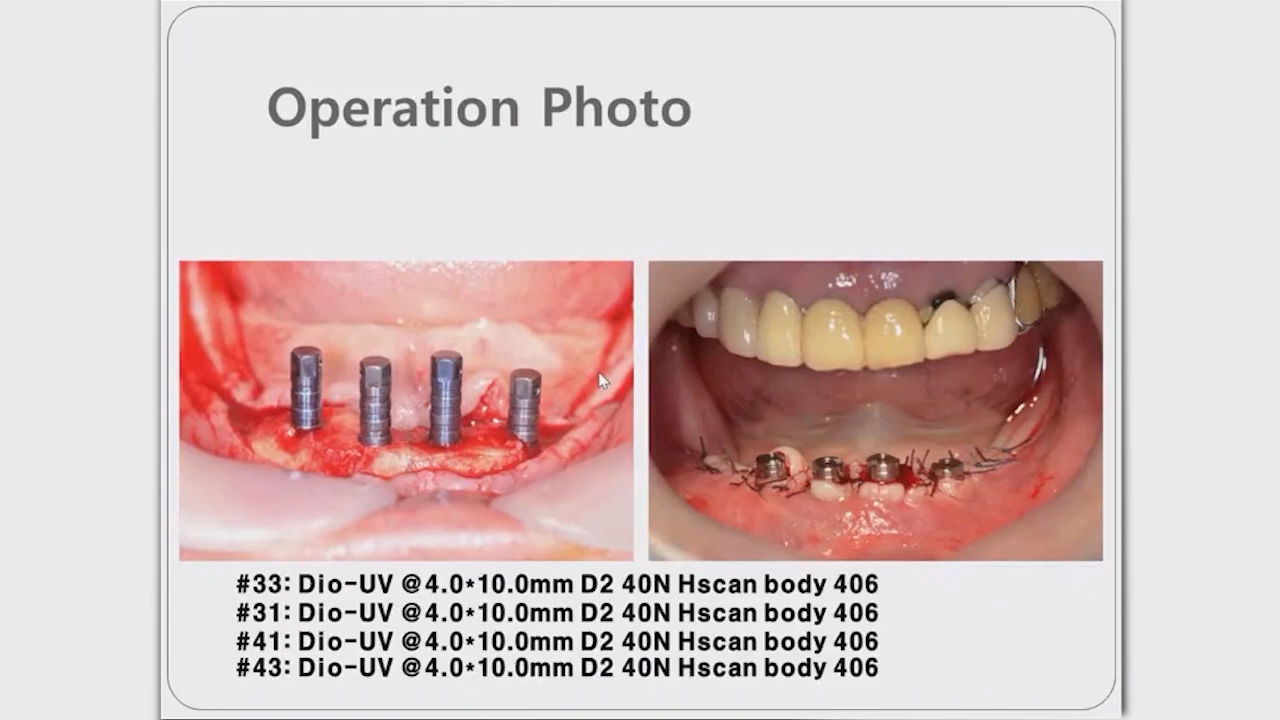 Operation Photo
#33: Dio-UV @4.0*10.0mm D2 40N Hscan body 406
#31: Dio-UV @4.0*10.0mm D2 40N Hscan body 406
#41: Dio-UV @4.0*10.0mm D2 40N Hscan body 406
#43: Dio-UV @4.0*10.0mm D2 40N Hscan body 406